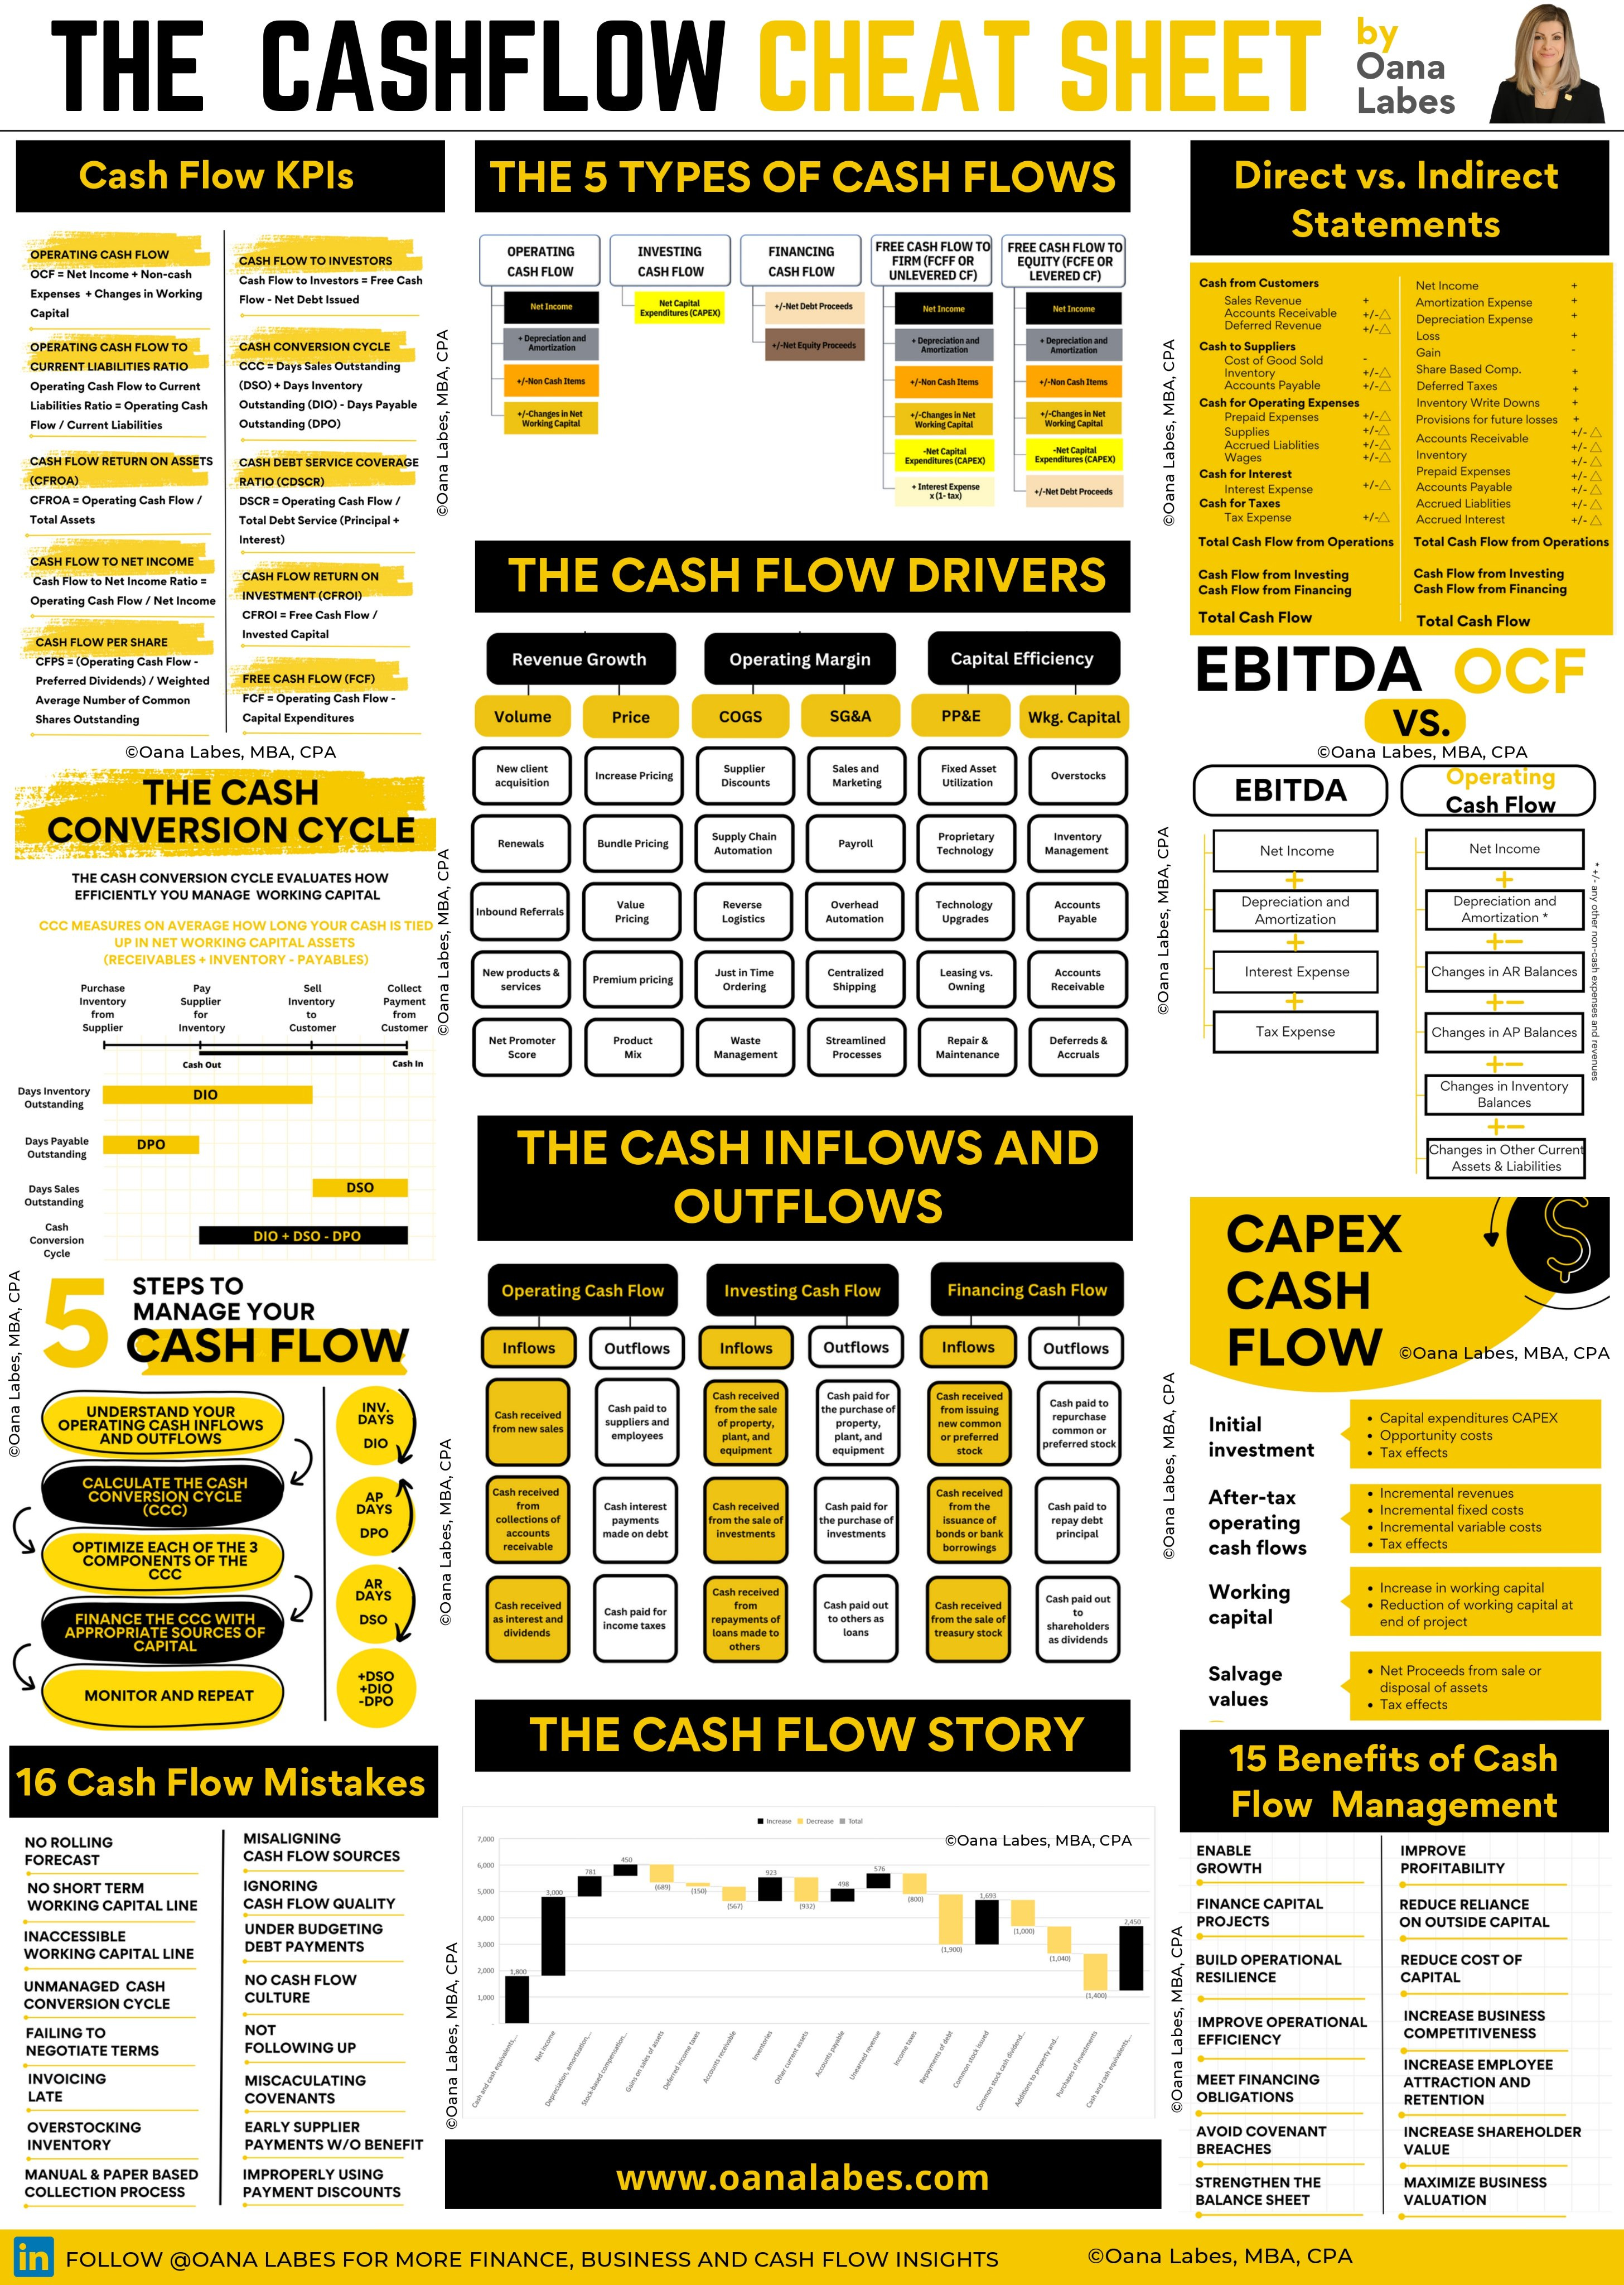 THE CASHFLOW CHEAT SHEET
by
Oana
Labes
Cash Flow KPIs
OPERATING CASH FLOW
OCF = Net Income + Non-cash
Expenses + Changes in Working
Capital
OPERATING CASH FLOW TO
CURRENT LIABILITIES RATIO
Operating Cash Flow to Current
Liabilities Ratio = Operating Cash
Flow / Current Liabilities
CASH FLOW RETURN ON ASSETS
(CFROA)
CFROA = Operating Cash Flow /
Total Assets
CASH FLOW TO NET INCOME
Cash Flow to Net Income Ratio =
Operating Cash Flow / Net Income
CASH FLOW PER SHARE
CFPS = (Operating Cash Flow -
Preferred Dividends) / Weighted
Average Number of Common
Shares Outstanding
CASH FLOW TO INVESTORS
Cash Flow to Investors = Free Cash
Flow - Net Debt Issued
CASH CONVERSION CYCLE
CCC = Days Sales Outstanding
(DSO) + Days Inventory
Outstanding (DIO) - Days Payable
Outstanding (DPO)
CASH DEBT SERVICE COVERAGE
RATIO (CDSCR)
DSCR = Operating Cash Flow /
Total Debt Service (Principal +
Interest)
CASH FLOW RETURN ON
INVESTMENT (CFROI)
CFROI = Free Cash Flow /
Invested Capital
FREE CASH FLOW (FCF)
FCF = Operating Cash Flow -
Capital Expenditures
©Oana Labes, MBA, CPA
©Oana Labes, MBA, CPA
THE CASH
CONVERSION CYCLE
THE CASH CONVERSION CYCLE EVALUATES HOW
EFFICIENTLY YOU MANAGE WORKING CAPITAL
CCC MEASURES ON AVERAGE HOW LONG YOUR CASH IS TIED
UP IN NET WORKING CAPITAL ASSETS
(RECEIVABLES + INVENTORY - PAYABLES)
Purchase
Inventory
from
Supplier
Pay
Supplier
for
Inventory
Sell
Inventory
to
Customer
Collect
Payment
from
Customer
Cash Out
Cash In
Days Inventory
Outstanding
DIO
Days Payable
Outstanding
DPO
Days Sales
Outstanding
DSO
Cash
Conversion
Cycle
DIO + DSO - DPO
©Oana Labes, MBA, CPA
©Oana Labes, MBA, CPA
5
STEPS TO
MANAGE YOUR
CASH FLOW
UNDERSTAND YOUR
OPERATING CASH INFLOWS
AND OUTFLOWS
CALCULATE THE CASH
CONVERSION CYCLE
(CCC)
OPTIMIZE EACH OF THE 3
COMPONENTS OF THE
CCC
FINANCE THE CCC WITH
APPROPRIATE SOURCES OF
CAPITAL
MONITOR AND REPEAT
INV.
DAYS
DIO
AP
DAYS
DPO
AR
DAYS
DSO
+DSO
+DIO
-DPO
©Oana Labes, MBA, CPA
16 Cash Flow Mistakes
NO ROLLING
FORECAST
NO SHORT TERM
WORKING CAPITAL LINE
INACCESSIBLE
WORKING CAPITAL LINE
UNMANAGED CASH
CONVERSION CYCLE
FAILING TO
NEGOTIATE TERMS
INVOICING
LATE
OVERSTOCKING
INVENTORY
MANUAL & PAPER BASED
COLLECTION PROCESS
MISALIGNING
CASH FLOW SOURCES
IGNORING
CASH FLOW QUALITY
UNDER BUDGETING
DEBT PAYMENTS
NO CASH FLOW
CULTURE
NOT
FOLLOWING UP
MISCACULATING
COVENANTS
EARLY SUPPLIER
PAYMENTS W/O BENEFIT
IMPROPERLY USING
PAYMENT DISCOUNTS
©Oana Labes, MBA, CPA
THE 5 TYPES OF CASH FLOWS
OPERATING
CASH FLOW
Net Income
+ Depreciation and
Amortization
+/-Non Cash Items
+/-Changes in Net
Working Capital
INVESTING
CASH FLOW
Net Capital
Expenditures (CAPEX)
FINANCING
CASH FLOW
+/-Net Debt Proceeds
+/-Net Equity Proceeds
FREE CASH FLOW TO
FIRM (FCFF OR
UNLEVERED CF)
Net Income
+ Depreciation and
Amortization
+/-Non Cash Items
+/-Changes in Net
Working Capital
-Net Capital
Expenditures (CAPEX)
+ Interest Expense
x (1- tax)
FREE CASH FLOW TO
EQUITY (FCFE OR
LEVERED CF)
Net Income
+ Depreciation and
Amortization
+/-Non Cash Items
+/-Changes in Net
Working Capital
-Net Capital
Expenditures (CAPEX)
+/-Net Debt Proceeds
©Oana Labes, MBA, CPA
THE CASH FLOW DRIVERS
Revenue Growth
Operating Margin
Capital Efficiency
Volume
Price
COGS
SG&A
PP&E
Wkg. Capital
New client
acquisition
Increase Pricing
Supplier
Discounts
Sales and
Marketing
Fixed Asset
Utilization
Overstocks
Renewals
Bundle Pricing
Supply Chain
Automation
Payroll
Proprietary
Technology
Inventory
Management
Inbound Referrals
Value
Pricing
Reverse
Logistics
Overhead
Automation
Technology
Upgrades
Accounts
Payable
New products &
services
Premium pricing
Just in Time
Ordering
Centralized
Shipping
Leasing vs.
Owning
Accounts
Receivable
Net Promoter
Score
Product
Mix
Waste
Management
Streamlined
Processes
Repair &
Maintenance
Deferreds &
Accruals
©Oana Labes, MBA, CPA
THE CASH INFLOWS AND
OUTFLOWS
Operating Cash Flow
Investing Cash Flow
Financing Cash Flow
Inflows
Outflows
Inflows
Outflows
Inflows
Outflows
Cash received
from new sales
Cash paid to
suppliers and
employees
Cash received
from the sale
of property,
plant, and
equipment
Cash paid for
the purchase of
property,
plant, and
equipment
Cash received
from issuing
new common
or preferred
stock
Cash paid to
repurchase
common or
preferred stock
Cash received
from
collections of
accounts
receivable
Cash interest
payments
made on debt
Cash received
from the sale of
investments
Cash paid for
the purchase of
investments
Cash received
from the
issuance of
bonds or bank
borrowings
Cash paid to
repay debt
principal
Cash received
as interest and
dividends
Cash paid for
income taxes
Cash received
from
repayments of
loans made to
others
Cash paid out
to others as
loans
Cash received
from the sale of
treasury stock
Cash paid out
to
shareholders
as dividends
©Oana Labes, MBA, CPA
THE CASH FLOW STORY
Increase Decrease Total
©Oana Labes, MBA, CPA
7,000
6,000
5,000
4,000
3,000
2,000
1,000
-
1,800
3,000
781
450
(689)
(150)
(567)
923
(932)
498
576
(800)
(1,900)
1,693
(1,000)
(1,040)
(1,400)
2,450
Cash and cash equivalents,...
Net income
Depreciation, amortization,...
Stock-based compensation...
Gains on sales of assets
Deferred income taxes
Accounts receivable
Inventories
Other current assets
Accounts payable
Unearned revenue
Income taxes
Repayments of debt
Common stock issued
Common stock cash dividend...
Additions to property and...
Purchases of investments
Cash and cash equivalents,...
www.oanalabes.com
©Oana Labes, MBA, CPA
Direct vs. Indirect
Statements
Cash from Customers
Sales Revenue +
Accounts Receivable +/-△
Deferred Revenue +/-△
Cash to Suppliers
Cost of Good Sold -
Inventory +/-△
Accounts Payable +/-△
Cash for Operating Expenses
Prepaid Expenses +/-△
Supplies +/-△
Accrued Liablities +/-△
Wages +/-△
Cash for Interest
Interest Expense +/-△
Cash for Taxes
Tax Expense +/-△
Total Cash Flow from Operations
Cash Flow from Investing
Cash Flow from Financing
Total Cash Flow
Net Income +
Amortization Expense +
Depreciation Expense +
Loss +
Gain -
Share Based Comp. +
Deferred Taxes +
Inventory Write Downs +
Provisions for future losses +
Accounts Receivable +/- △
Inventory +/- △
Prepaid Expenses +/- △
Accounts Payable +/- △
Accrued Liablities +/- △
Accrued Interest +/- △
Total Cash Flow from Operations
Cash Flow from Investing
Cash Flow from Financing
Total Cash Flow
EBITDA OCF
VS.
©Oana Labes, MBA, CPA
EBITDA
Net Income
+
Depreciation and
Amortization
+
Interest Expense
+
Tax Expense
Operating
Cash Flow
Net Income
+
Depreciation and
Amortization *
+-
Changes in AR Balances
+-
Changes in AP Balances
+-
Changes in Inventory
Balances
+-
Changes in Other Current
Assets & Liabilities
* +/- any other non-cash expenses and revenues
©Oana Labes, MBA, CPA
CAPEX
CASH
FLOW
$
©Oana Labes, MBA, CPA
Initial
investment
• Capital expenditures CAPEX
• Opportunity costs
• Tax effects
After-tax
operating
cash flows
• Incremental revenues
• Incremental fixed costs
• Incremental variable costs
• Tax effects
Working
capital
• Increase in working capital
• Reduction of working capital at
end of project
Salvage
values
• Net Proceeds from sale or
disposal of assets
• Tax effects
©Oana Labes, MBA, CPA
15 Benefits of Cash
Flow Management
ENABLE
GROWTH
FINANCE CAPITAL
PROJECTS
BUILD OPERATIONAL
RESILIENCE
IMPROVE OPERATIONAL
EFFICIENCY
MEET FINANCING
OBLIGATIONS
AVOID COVENANT
BREACHES
STRENGTHEN THE
BALANCE SHEET
IMPROVE
PROFITABILITY
REDUCE RELIANCE
ON OUTSIDE CAPITAL
REDUCE COST OF
CAPITAL
INCREASE BUSINESS
COMPETITIVENESS
INCREASE EMPLOYEE
ATTRACTION AND
RETENTION
INCREASE SHAREHOLDER
VALUE
MAXIMIZE BUSINESS
VALUATION
in
FOLLOW @OANA LABES FOR MORE FINANCE, BUSINESS AND CASH FLOW INSIGHTS
©Oana Labes, MBA, CPA